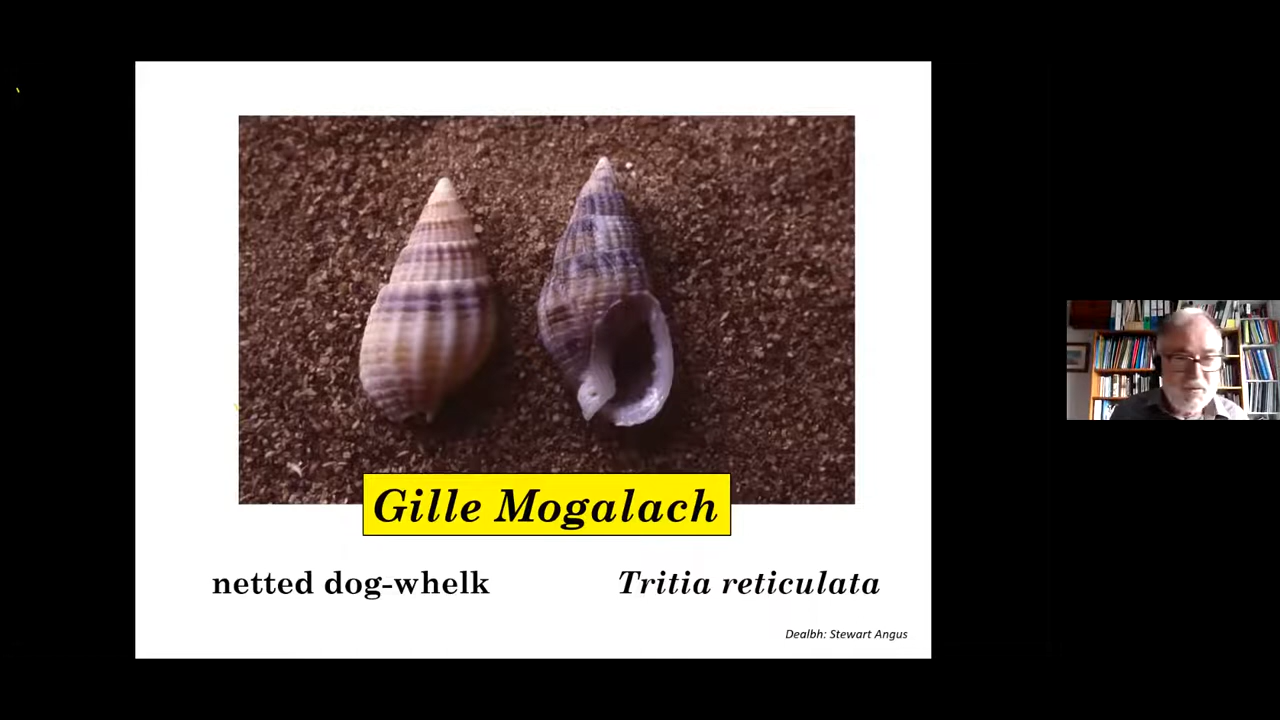 Gille Mogalach
netted dog-whelk
Tritia reticulata
Dealbh: Stewart Angus